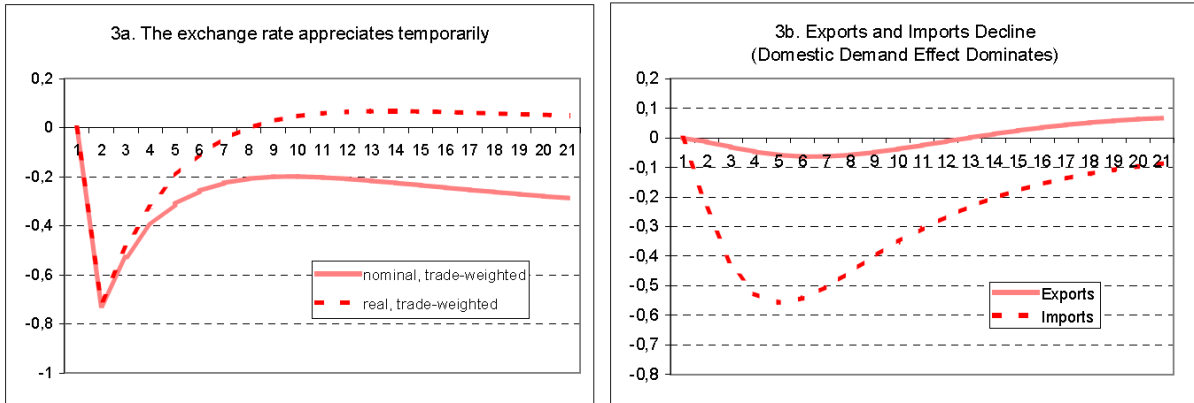 3a. The exchange rate appreciates temporarily
0,2
0
-0,2
-0,4
-0,6
-0,8
-1
1 2 3 4 5 6 7 8 9 10 11 12 13 14 15 16 17 18 19 20 21
nominal, trade-weighted
real, trade-weighted
3b. Exports and Imports Decline
(Domestic Demand Effect Dominates)
0,2
0,1
0
-0,1
-0,2
-0,3
-0,4
-0,5
-0,6
-0,7
-0,8
1 2 3 4 5 6 7 8 9 10 11 12 13 14 15 16 17 18 19 20 21
Exports
Imports